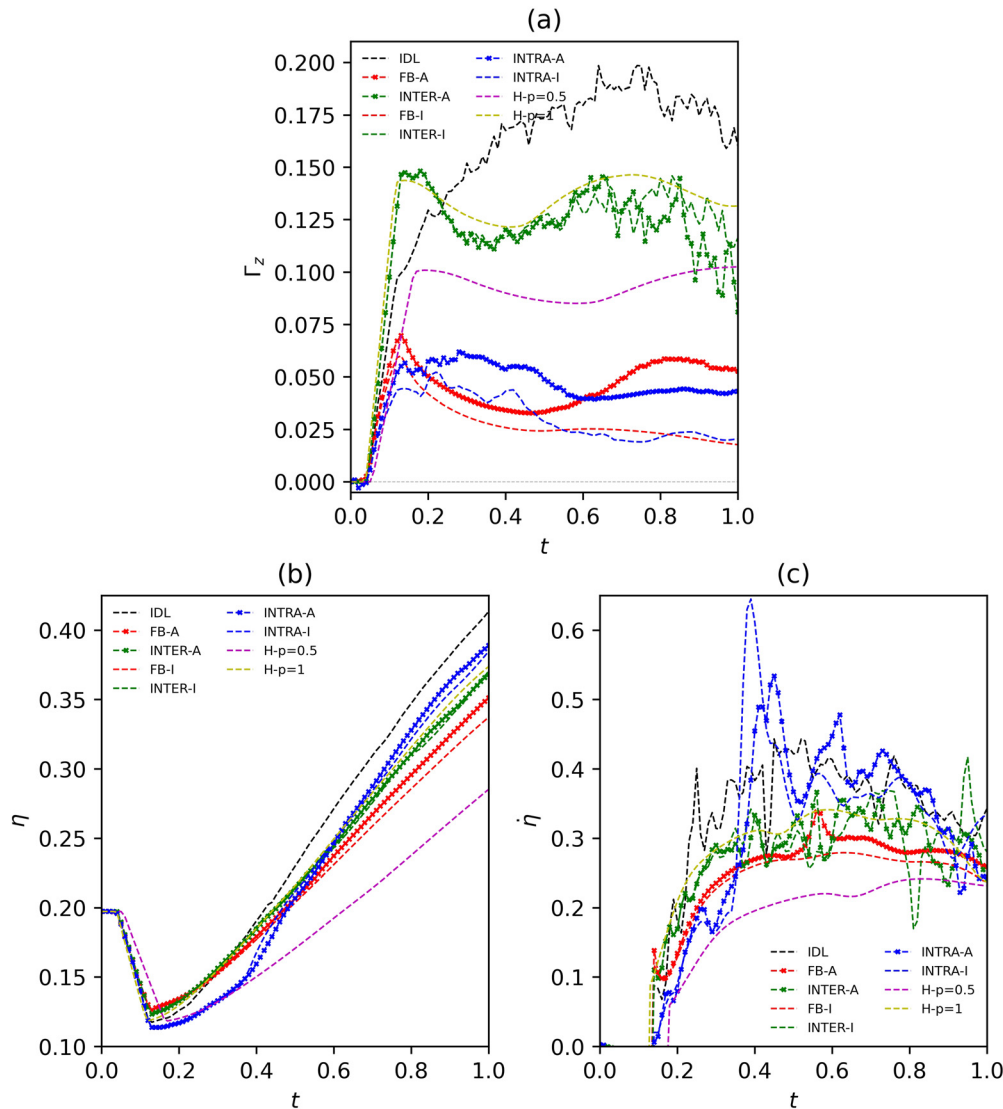 (a)
Γz
0.200
0.175
0.150
0.125
0.100
0.075
0.050
0.025
0.000
IDL
FB-A
INTER-A
FB-I
INTER-I
INTRA-A
INTRA-I
H-p=0.5
H-p=1
0.0 0.2 0.4 0.6 0.8 1.0
t
(b)
η
0.40
0.35
0.30
0.25
0.20
0.15
0.10
IDL
FB-A
INTER-A
FB-I
INTER-I
INTRA-A
INTRA-I
H-p=0.5
H-p=1
0.0 0.2 0.4 0.6 0.8 1.0
t
(c)
η̇
0.6
0.5
0.4
0.3
0.2
0.1
0.0
IDL
FB-A
INTER-A
FB-I
INTER-I
INTRA-A
INTRA-I
H-p=0.5
H-p=1
0.0 0.2 0.4 0.6 0.8 1.0
t